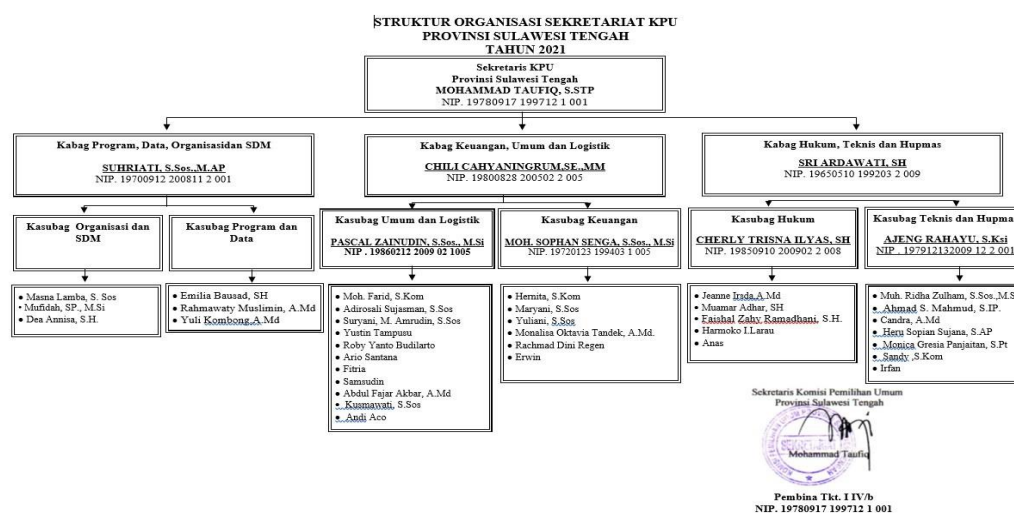 STRUKTUR ORGANISASI SEKRETARIAT KPU
PROVINSI SULAWESI TENGAH
TAHUN 2021
Sekretaris KPU
Provinsi Sulawesi Tengah
MOHAMMAD TAUFIQ, S.STP
NIP. 19780917 199712 1 001
Kabag Program, Data, Organisasidan SDM
SUHRIATI, S.Sos.,M.AP
NIP. 19700912 200811 2 001
Kabag Keuangan, Umum dan Logistik
CHILI CAHYANINGRUM,SE.,MM
NIP. 19800828 200502 2 005
Kabag Hukum, Teknis dan Hupmas
SRI ARDAWATI, SH
NIP. 19650510 199203 2 009
Kasubag Organisasi dan
SDM
Kasubag Program dan
Data
Kasubag Umum dan Logistik
PASCAL ZAINUDIN, S.Sos., M.Si
NIP . 19860212 2009 02 1005
Kasubag Keuangan
MOH. SOPHAN SENGA, S.Sos., M.Si
NIP. 19720123 199403 1 005
Kasubag Hukum
CHERLY TRISNA ILYAS, SH
NIP. 19850910 200902 2 008
Kasubag Teknis dan Hupma
AJENG RAHAYU, S.Ksi
NIP . 197912132009 12 2 001
• Masna Lamba, S. Sos
• Mufidah, SP., M.Si
• Dea Annisa, S.H.
• Emilia Bausad, SH
• Rahmawaty Muslimin, A.Md
• Yuli Kombong,A.Md
• Moh. Farid, S.Kom
• Adirosali Sujasman, S.Sos
• Suryani, M. Amrudin, S.Sos
• Yustin Tampusu
• Roby Yanto Budilarto
• Ario Santana
• Fitria
• Samsudin
• Abdul Fajar Akbar, A.Md
• Kusmawati, S.Sos
• Andi Aco
• Hernita, S.Kom
• Maryani, S.Sos
• Yuliani, S.Sos
• Monalisa Oktavia Tandek, A.Md.
• Rachmad Dini Regen
• Erwin
• Jeanne Irsda,A.Md
• Muamar Adhar, SH
• Faishal Zahy Ramadhani, S.H.
• Harmoko I.Larau
• Anas
• Muh. Ridha Zulham, S.Sos.,M.S
• Ahmad S. Mahmud, S.IP.
• Candra, A.Md
• Heru Sopian Sujana, S.AP
• Monica Gresia Panjaitan, S.Pt
• Sandy ,S.Kom
• Irfan
Sekretaris Komisi Pemilihan Umum
Provinsi Sulawesi Tengah
Mohammad Taufiq
Pembina Tkt. I IV/b
NIP. 19780917 199712 1 001